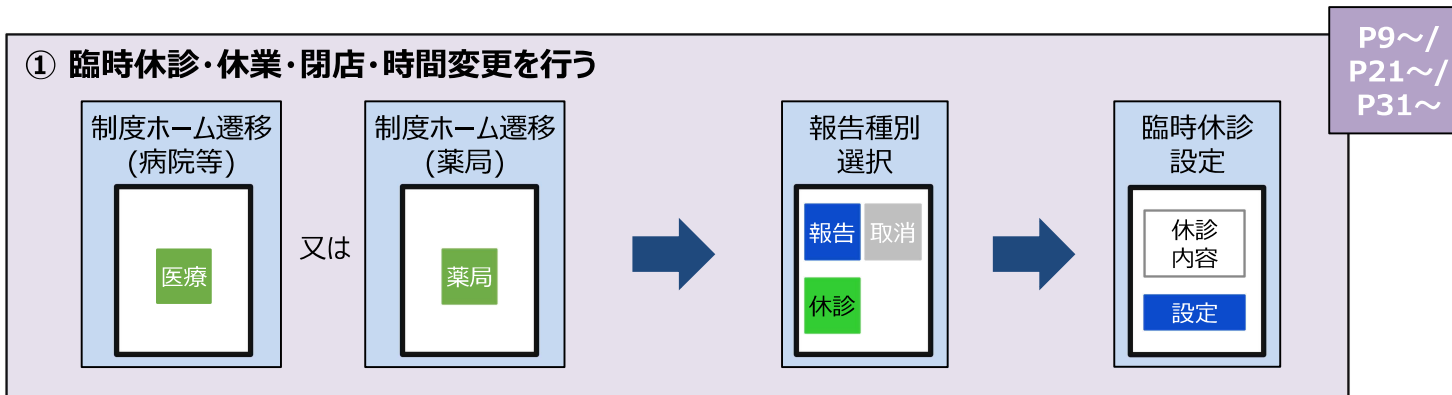 ① 臨時休診・休業・閉店・時間変更を行う
P9～/
P21～/
P31～
制度ホーム遷移
(病院等)
医療
又は
制度ホーム遷移
(薬局)
薬局
報告種別
選択
報告
取消
休診
臨時休診
設定
休診
内容
設定